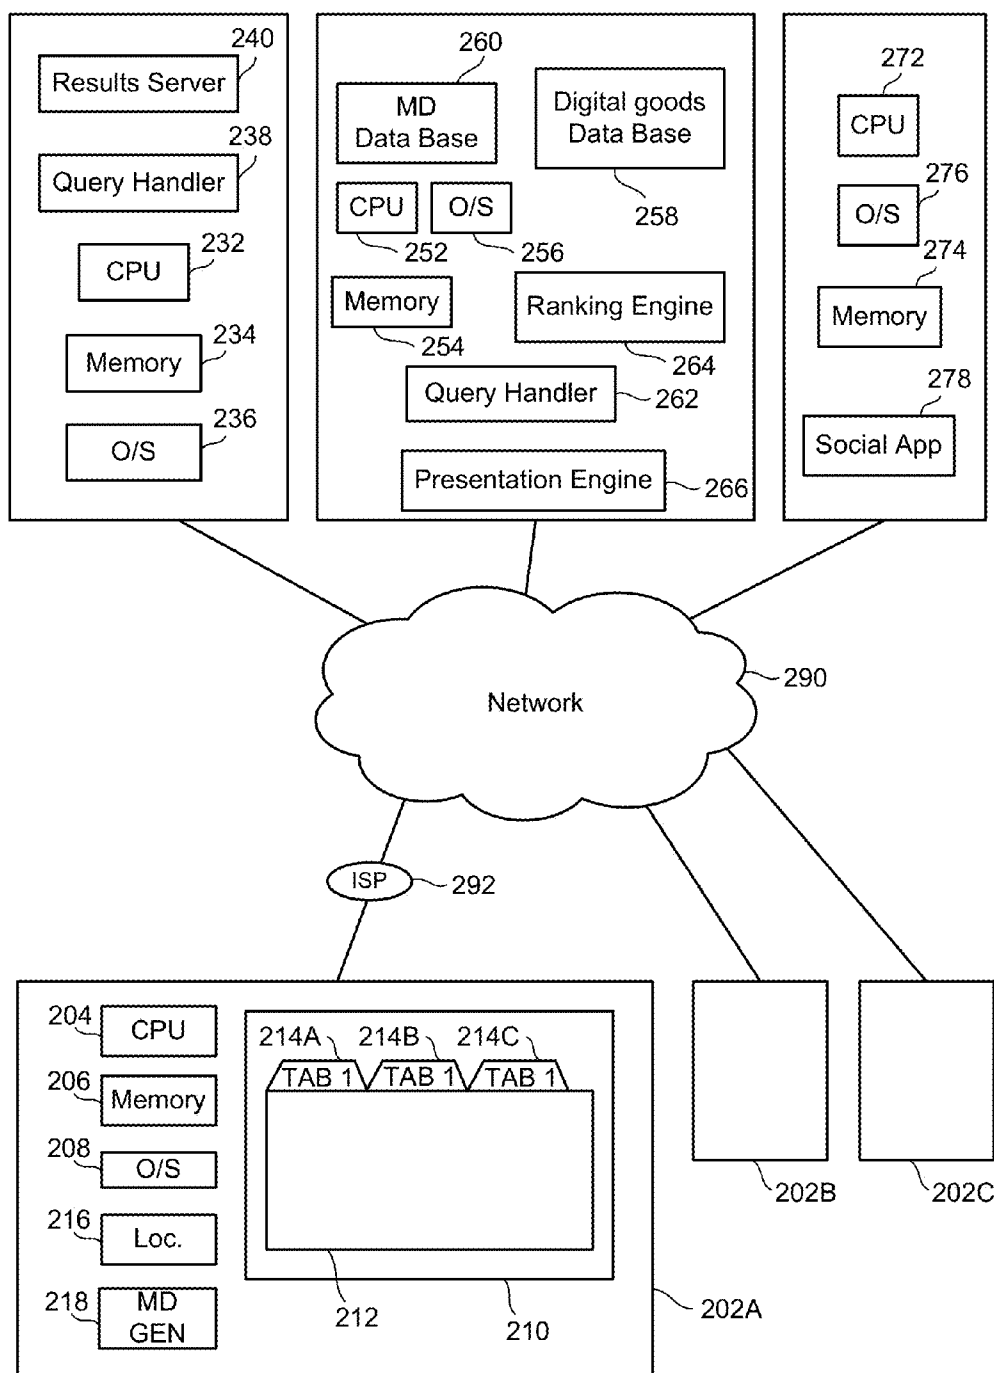 240
Results Server
238
Query Handler
232
CPU
234
Memory
236
O/S
260
MD
Data Base
Digital goods
Data Base
258
CPU
O/S
252
256
Memory
254
Ranking Engine
264
Query Handler
262
Presentation Engine
266
272
CPU
276
O/S
274
Memory
278
Social App
Network
290
ISP
292
204
CPU
206
Memory
208
O/S
216
Loc.
218
MD
GEN
214A
214B
214C
TAB 1
TAB 1
TAB 1
212
210
202A
202B
202C